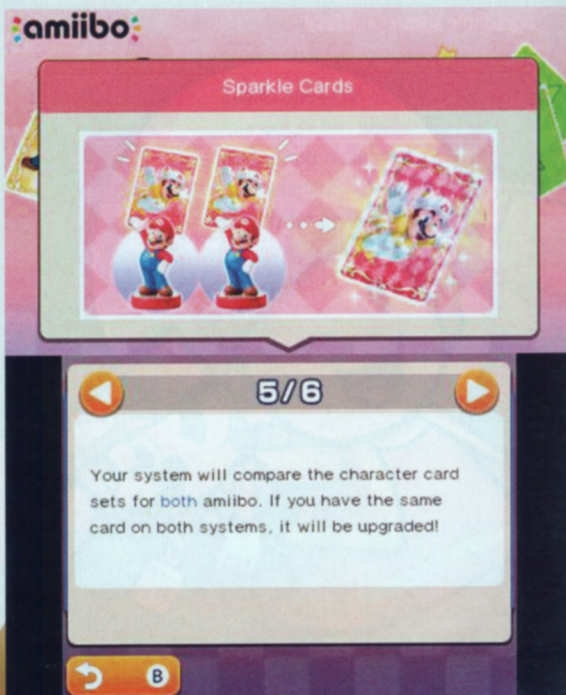 amiibo
Sparkle Cards
5/6
Your system will compare the character card
sets for both amiibo. If you have the same
card on both systems, it will be upgraded!
B